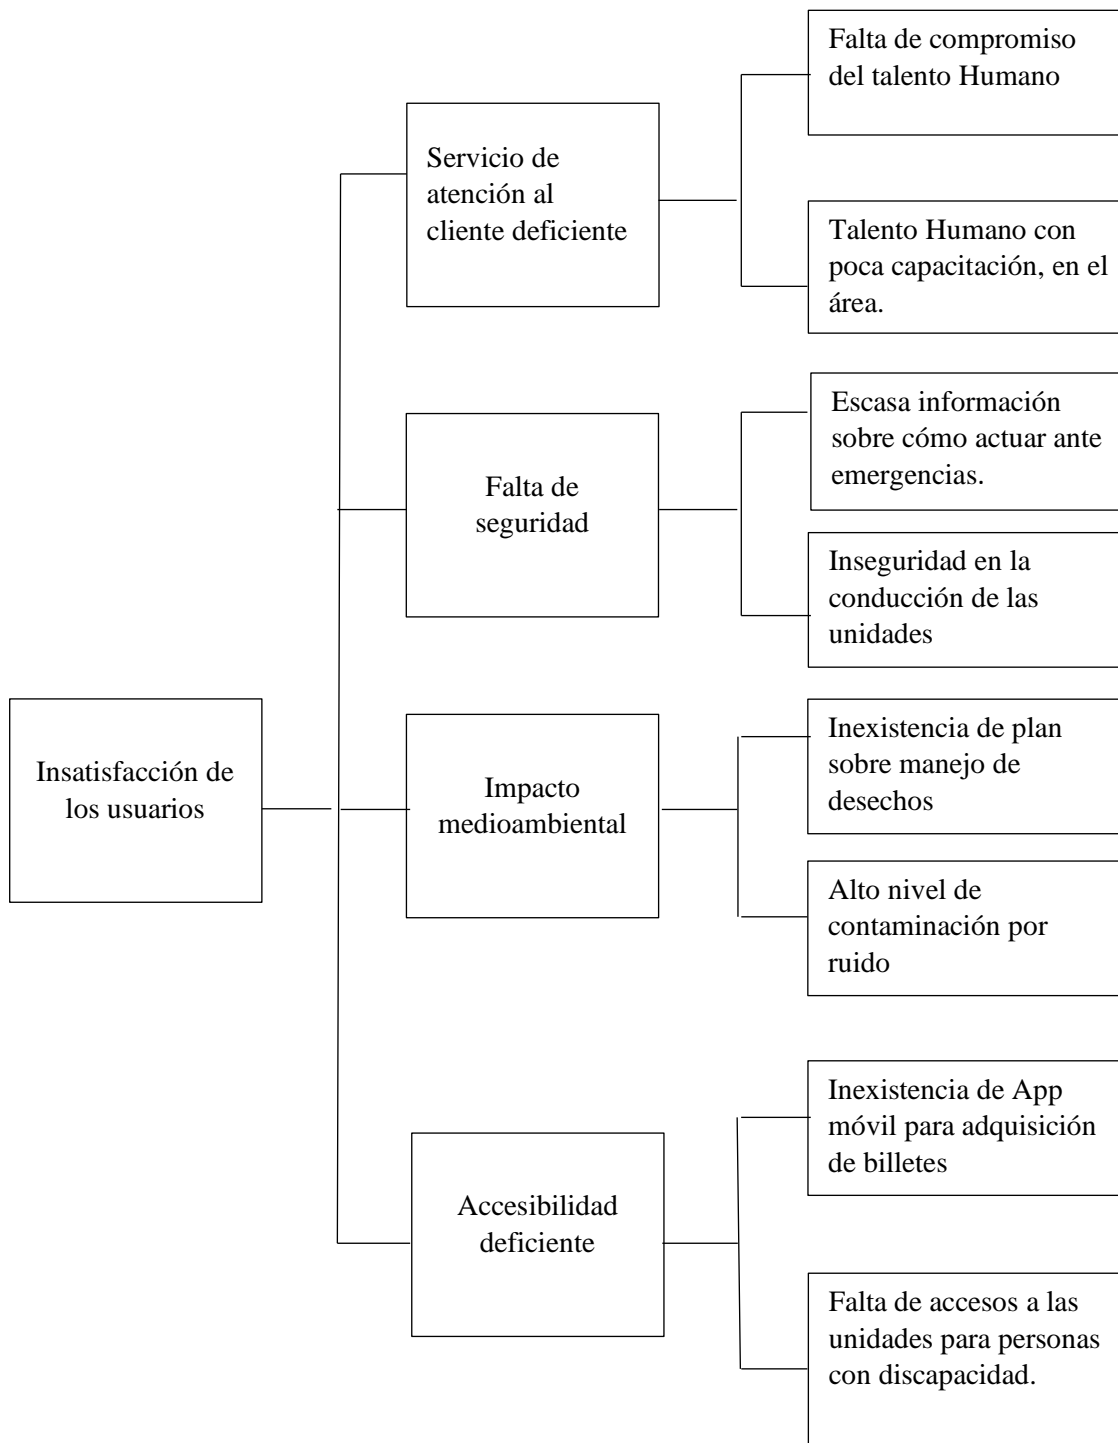 Falta de compromiso
del talento Humano
Servicio de
atención al
cliente deficiente
Talento Humano con
poca capacitación, en el
área.
Escasa información
sobre cómo actuar ante
emergencias.
Falta de
seguridad
Inseguridad en la
conducción de las
unidades
Insatisfacción de
los usuarios
Impacto
medioambiental
Inexistencia de plan
sobre manejo de
desechos
Alto nivel de
contaminación por
ruido
Inexistencia de App
móvil para adquisición
de billetes
Accesibilidad
deficiente
Falta de accesos a las
unidades para personas
con discapacidad.